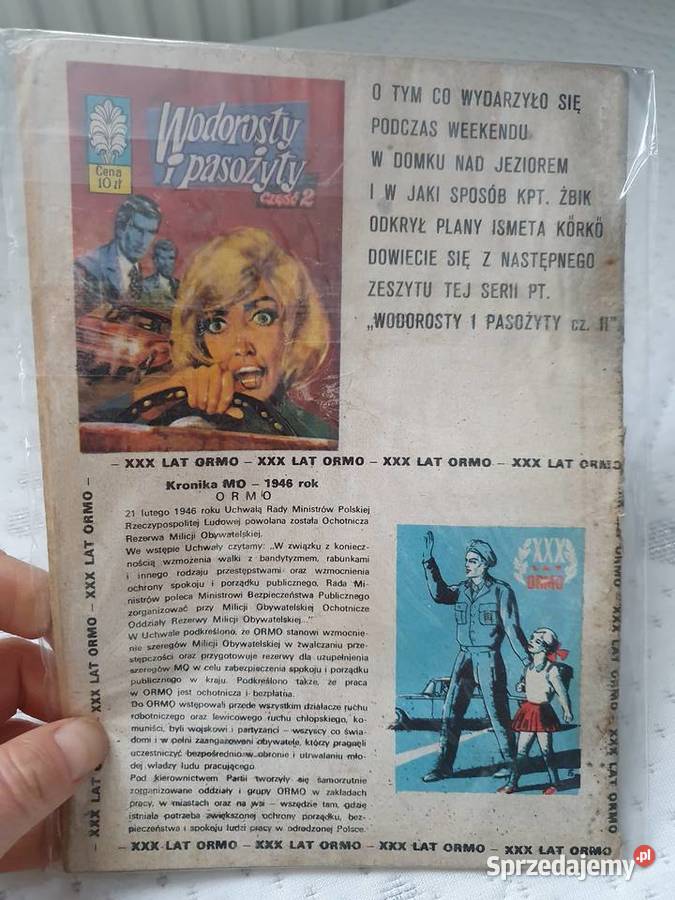 Wodorosty
i pasożyty
część 2
Cena
10 zł
O TYM CO WYDARZYŁO SIĘ
PODCZAS WEEKENDU
W DOMKU NAD JEZIOREM
I W JAKI SPOSÓB KPT. ŻBIK
ODKRYŁ PLANY ISMETA KÖRKÖ
DOWIECIE SIĘ Z NASTĘPNEGO
ZESZYTU TEJ SERII PT.
„WODOROSTY I PASOŻYTY cz. II"
– XXX LAT ORMO – XXX LAT ORMO – XXX LAT ORMO – XXX LAT ORMO
Kronika MO – 1946 rok
ORMO
21 lutego 1946 roku Uchwałą Rady Ministrów Polskiej
Rzeczypospolitej Ludowej powołana została Ochotnicza
Rezerwa Milicji Obywatelskiej.
We wstępie Uchwały czytamy: „W związku z koniecz-
nością wzmożenia walki z bandytyzmem, rabunkami
i innego rodzaju przestępstwami oraz wzmocnienia
ochrony spokoju i porządku publicznego, Rada Mi-
nistrów poleca Ministrowi Bezpieczeństwa Publicznego
zorganizować przy Milicji Obywatelskiej Ochotnicze
Oddziały Rezerwy Milicji Obywatelskiej..."
W Uchwale podkreślono, że ORMO stanowi wzmocnie-
nie szeregów Milicji Obywatelskiej w zwalczaniu prze-
stępczości oraz przygotowuje rezerwy dla uzupełnienia
szeregów MO w celu zabezpieczenia spokoju i porządku
publicznego w kraju. Podkreślono także, że praca
w ORMO jest ochotnicza i bezpłatna.
Do ORMO wstępowali przede wszystkim działacze ruchu
robotniczego oraz lewicowego ruchu chłopskiego, ko-
muniści, byli wojskowi i partyzanci – wszyscy co świa-
domi i w pełni zaangażowani obywatele, którzy pragnęli
uczestniczyć bezpośrednio w obronie i utrwalaniu mło-
dej władzy ludu pracującego.
Pod kierownictwem Partii tworzyły się samorzutnie
zorganizowane oddziały i grupy ORMO w zakładach
pracy, w miastach oraz na wsi – wszędzie tam, gdzie
istniała potrzeba zwiększonej ochrony porządku, bez-
pieczeństwa i spokoju ludzi pracy w odrodzonej Polsce.
XXX
LAT
ORMO
– XXX LAT ORMO – XXX LAT ORMO – XXX LAT ORMO – XXX LAT ORMO
– XXX LAT ORMO – XXX LAT ORMO – XXX LAT ORMO –
LAT ORMO – XXX LAT ORMO – XXX LAT ORMO
Sprzedajemy.pl